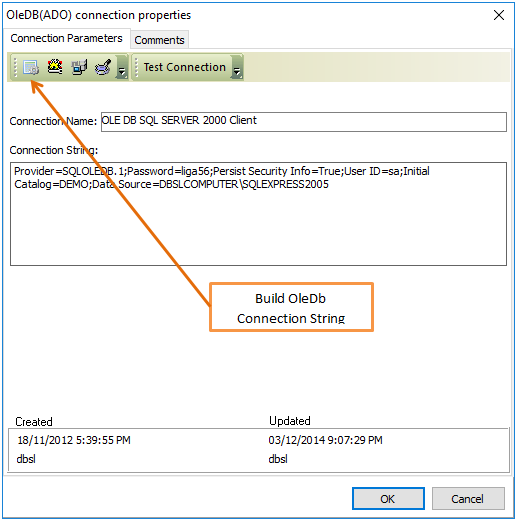 OleDB(ADO) connection properties
Connection Parameters
Comments
Test Connection
Connection Name:
OLE DB SQL SERVER 2000 Client
Connection String:
Provider=SQLOLEDB.1;Password=liga56;Persist Security Info=True;User ID=sa;Initial
Catalog=DEMO;Data Source=DBSLCOMPUTER\SQLEXPRESS2005
Build OleDb
Connection String
Created
Updated
18/11/2012 5:39:55 PM
03/12/2014 9:07:29 PM
dbsl
dbsl
OK
Cancel